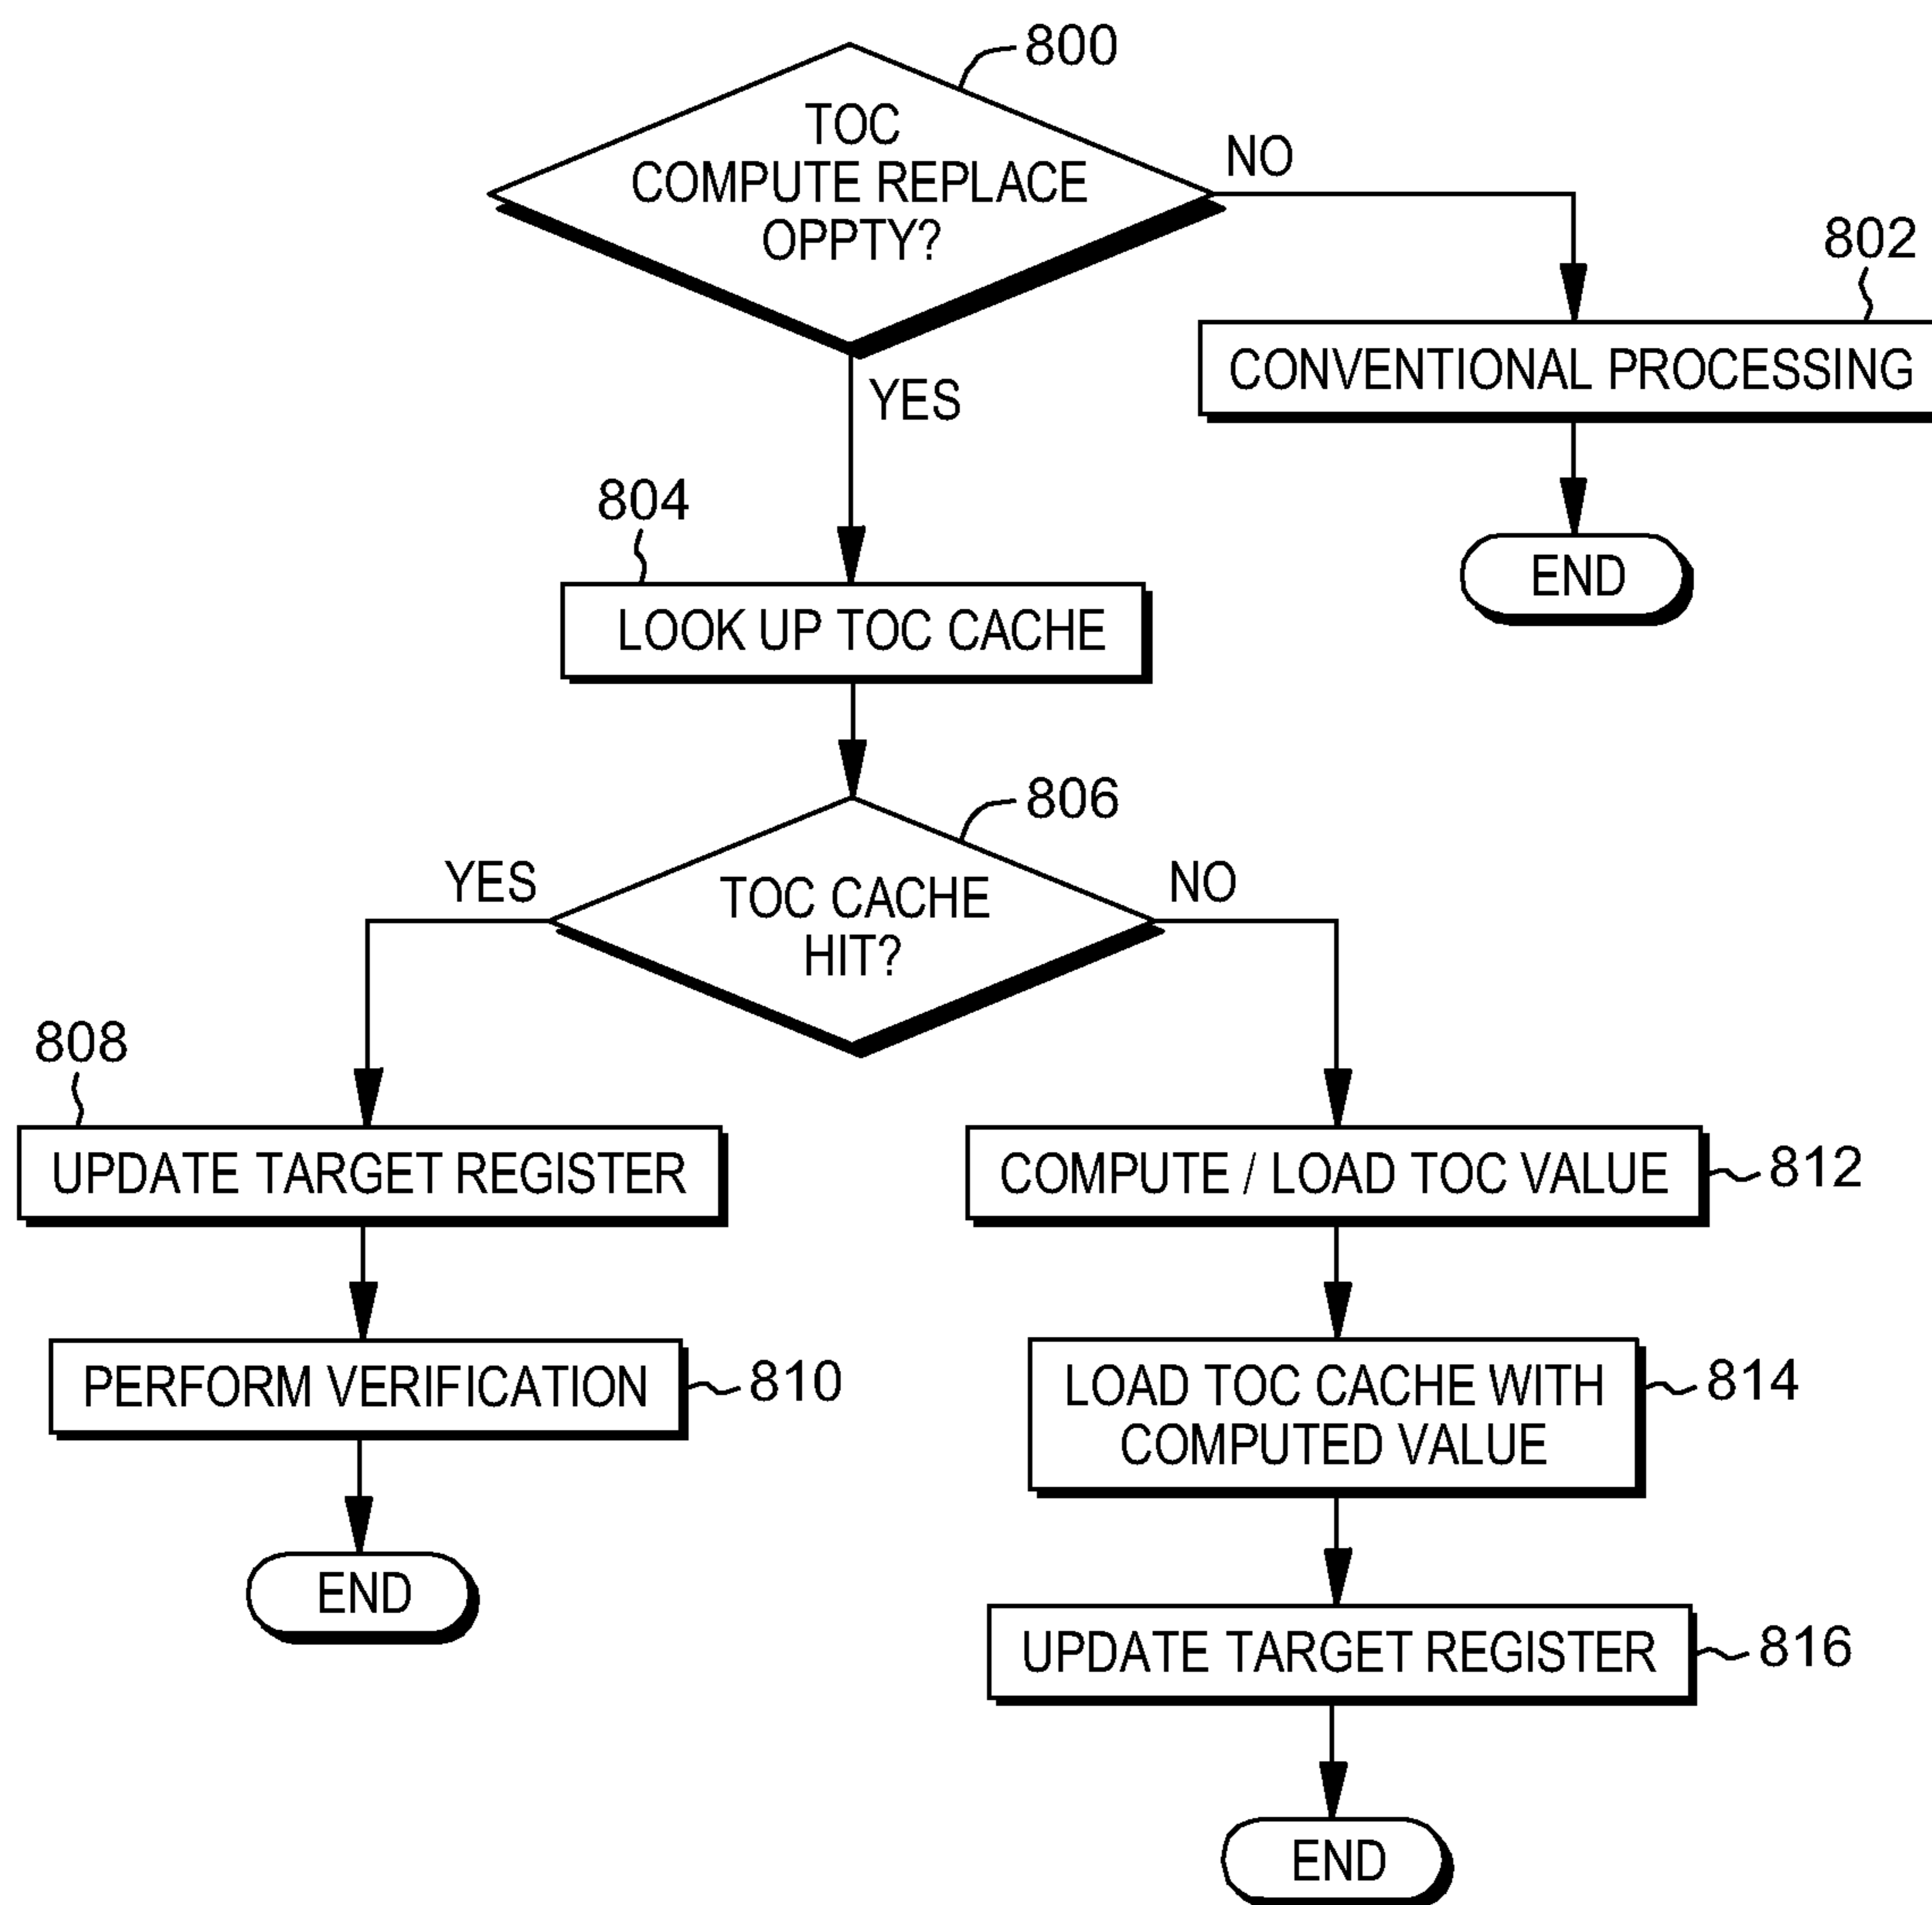 800
TOC
COMPUTE REPLACE
OPPTY?
NO
802
CONVENTIONAL PROCESSING
END
YES
804
LOOK UP TOC CACHE
806
TOC CACHE
HIT?
YES
NO
808
UPDATE TARGET REGISTER
PERFORM VERIFICATION
810
END
COMPUTE / LOAD TOC VALUE
812
LOAD TOC CACHE WITH
COMPUTED VALUE
814
UPDATE TARGET REGISTER
816
END